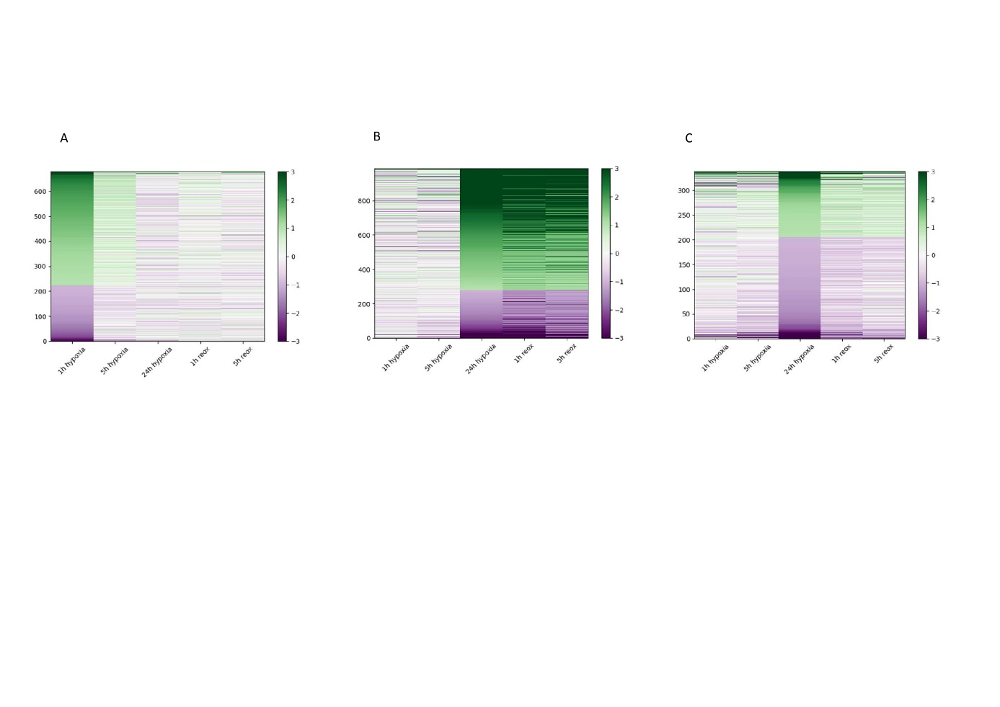 A
B
C
600
500
400
300
200
100
0
3
2
1
0
−1
−2
−3
1h hypoxia
5h hypoxia
24h hypoxia
1h reox
5h reox
800
600
400
200
0
3
2
1
0
−1
−2
−3
1h hypoxia
5h hypoxia
24h hypoxia
1h reox
5h reox
300
250
200
150
100
50
0
3
2
1
0
−1
−2
−3
1h hypoxia
5h hypoxia
24h hypoxia
1h reox
5h reox